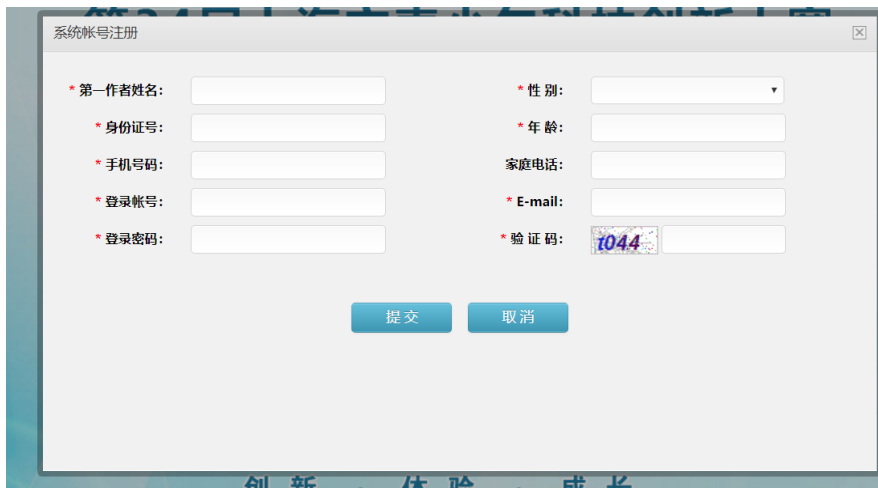 系统帐号注册
* 第一作者姓名：
* 性 别：
* 身份证号：
* 年 龄：
* 手机号码：
家庭电话：
* 登录帐号：
* E-mail：
* 登录密码：
* 验 证 码：
t044
提 交
取 消
创 新 · 体 验 · 成 长